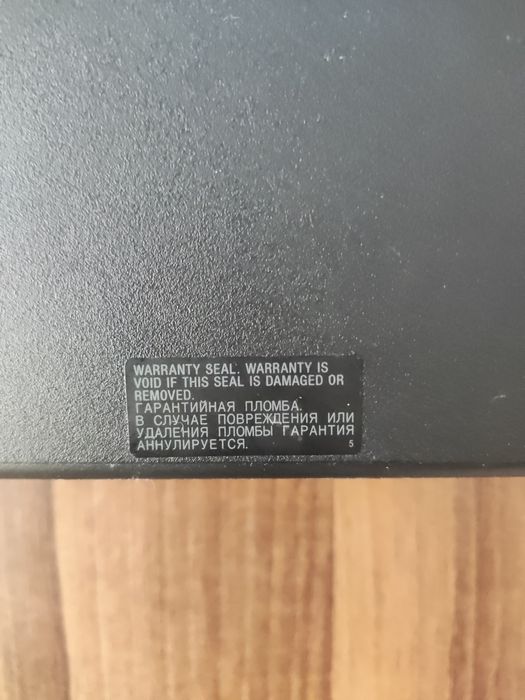 WARRANTY SEAL. WARRANTY IS
VOID IF THIS SEAL IS DAMAGED OR
REMOVED.
ГАРАНТИЙНАЯ ПЛОМБА.
В СЛУЧАЕ ПОВРЕЖДЕНИЯ ИЛИ
УДАЛЕНИЯ ПЛОМБЫ ГАРАНТИЯ
АННУЛИРУЕТСЯ. 5